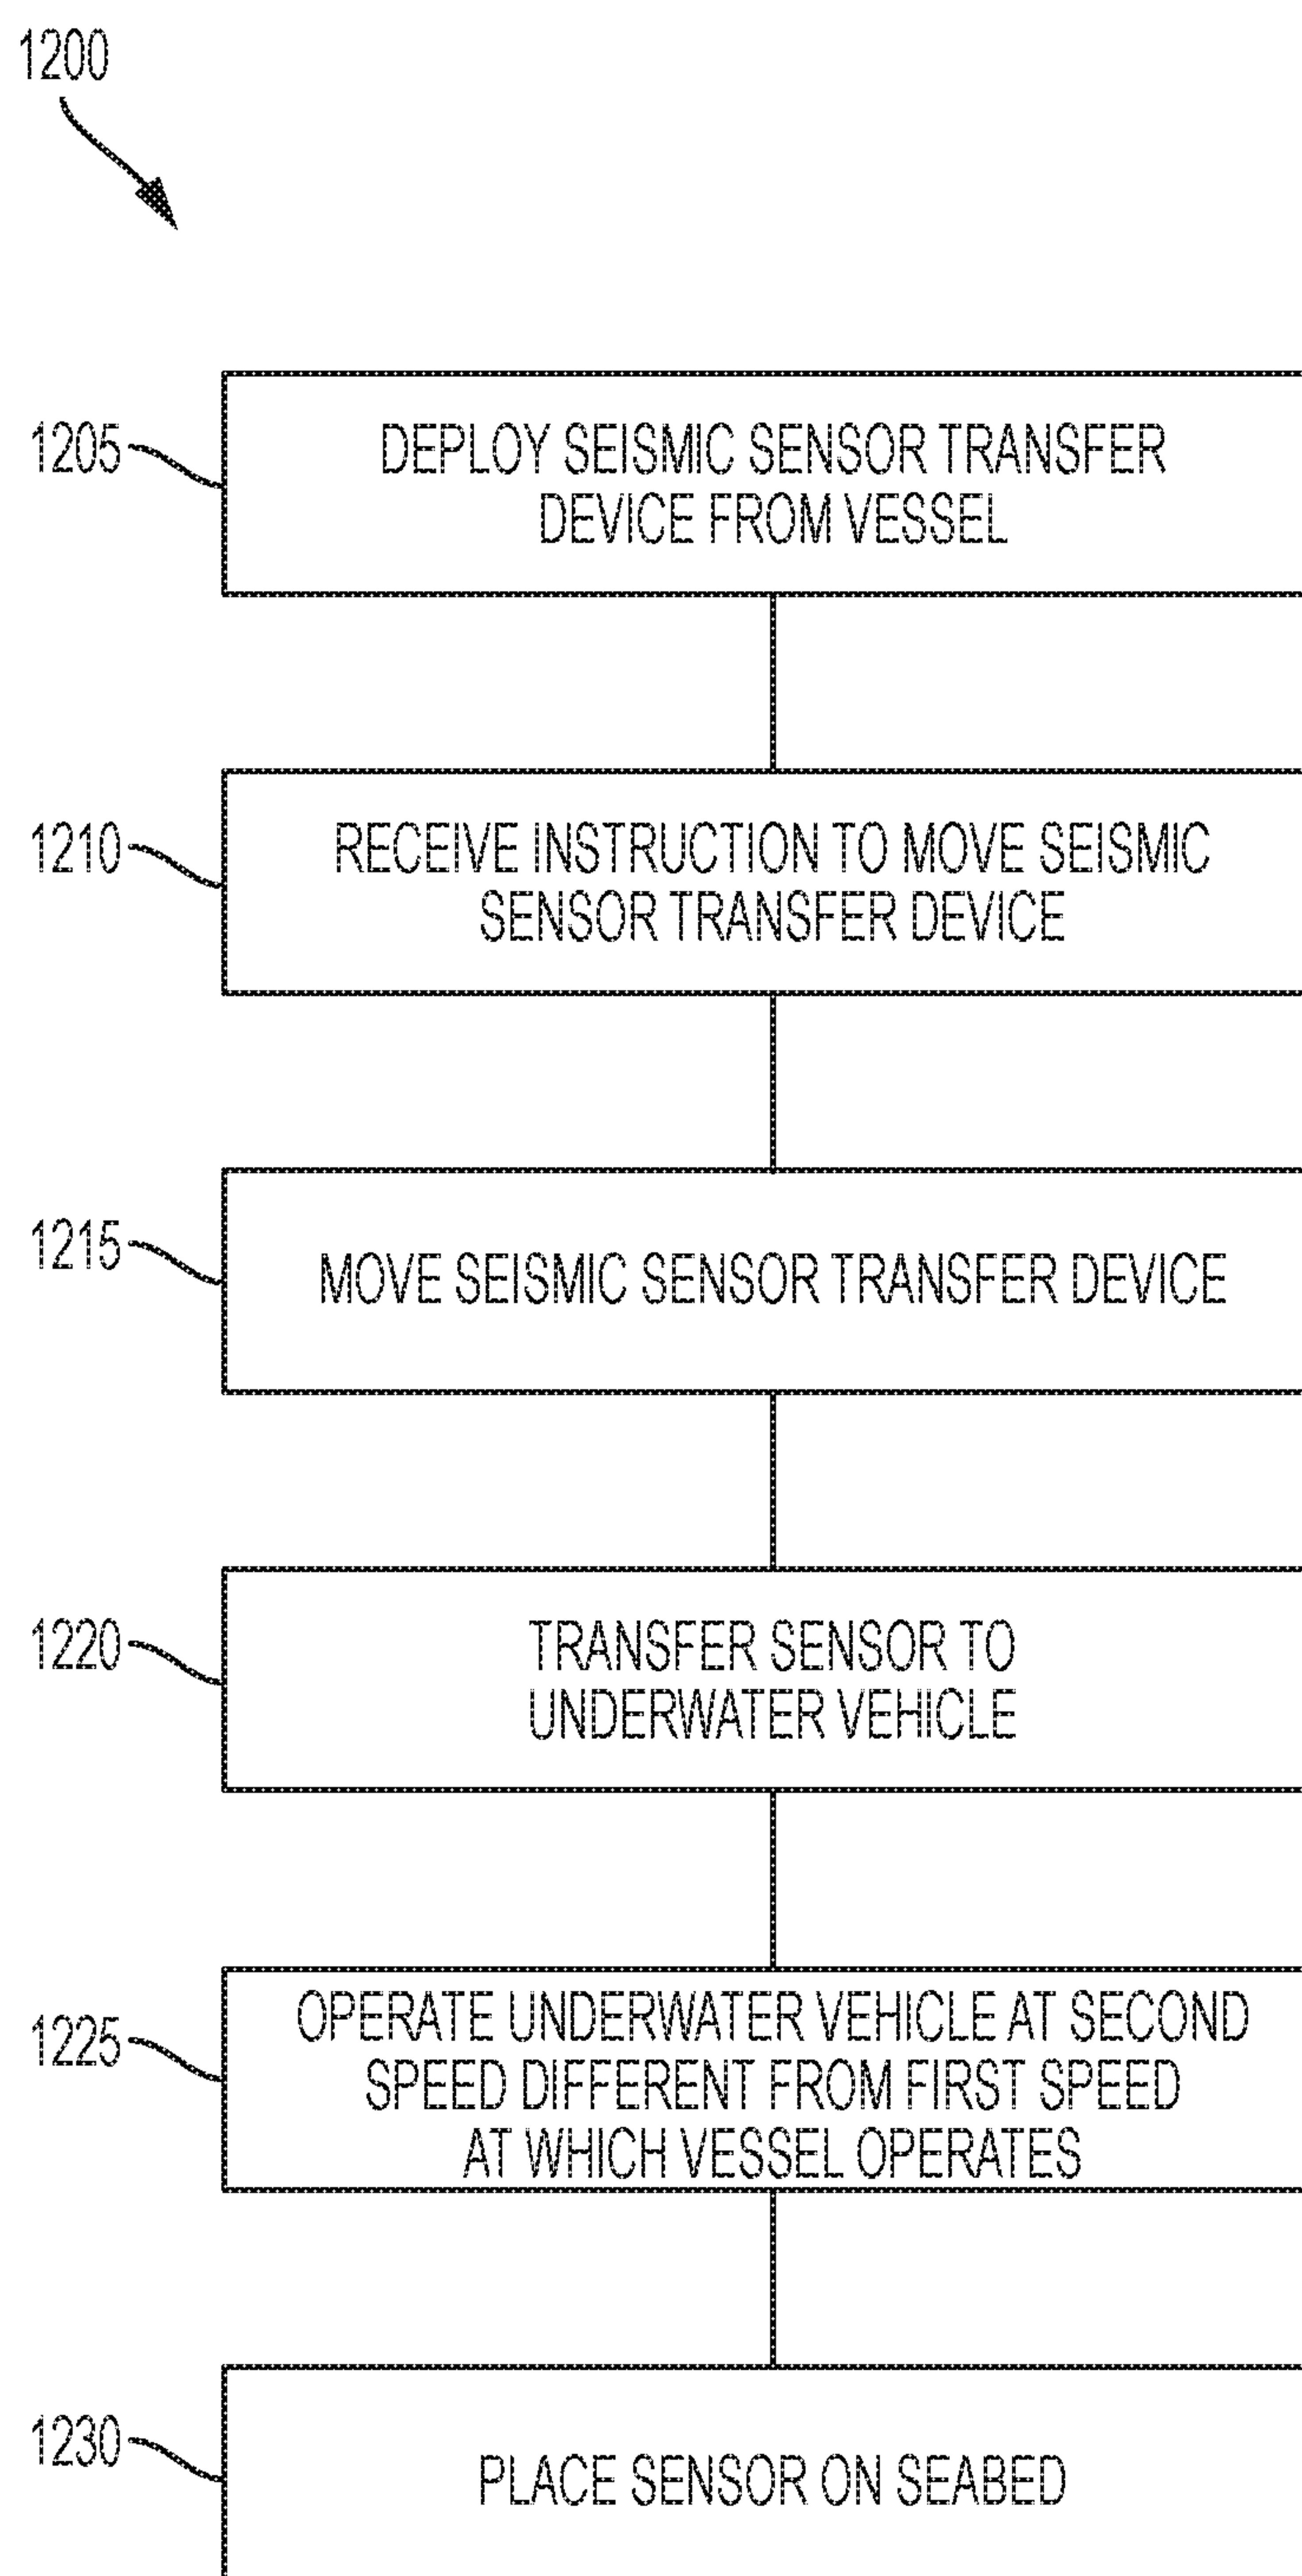 1200
1205
DEPLOY SEISMIC SENSOR TRANSFER
DEVICE FROM VESSEL
1210
RECEIVE INSTRUCTION TO MOVE SEISMIC
SENSOR TRANSFER DEVICE
1215
MOVE SEISMIC SENSOR TRANSFER DEVICE
1220
TRANSFER SENSOR TO
UNDERWATER VEHICLE
1225
OPERATE UNDERWATER VEHICLE AT SECOND
SPEED DIFFERENT FROM FIRST SPEED
AT WHICH VESSEL OPERATES
1230
PLACE SENSOR ON SEABED